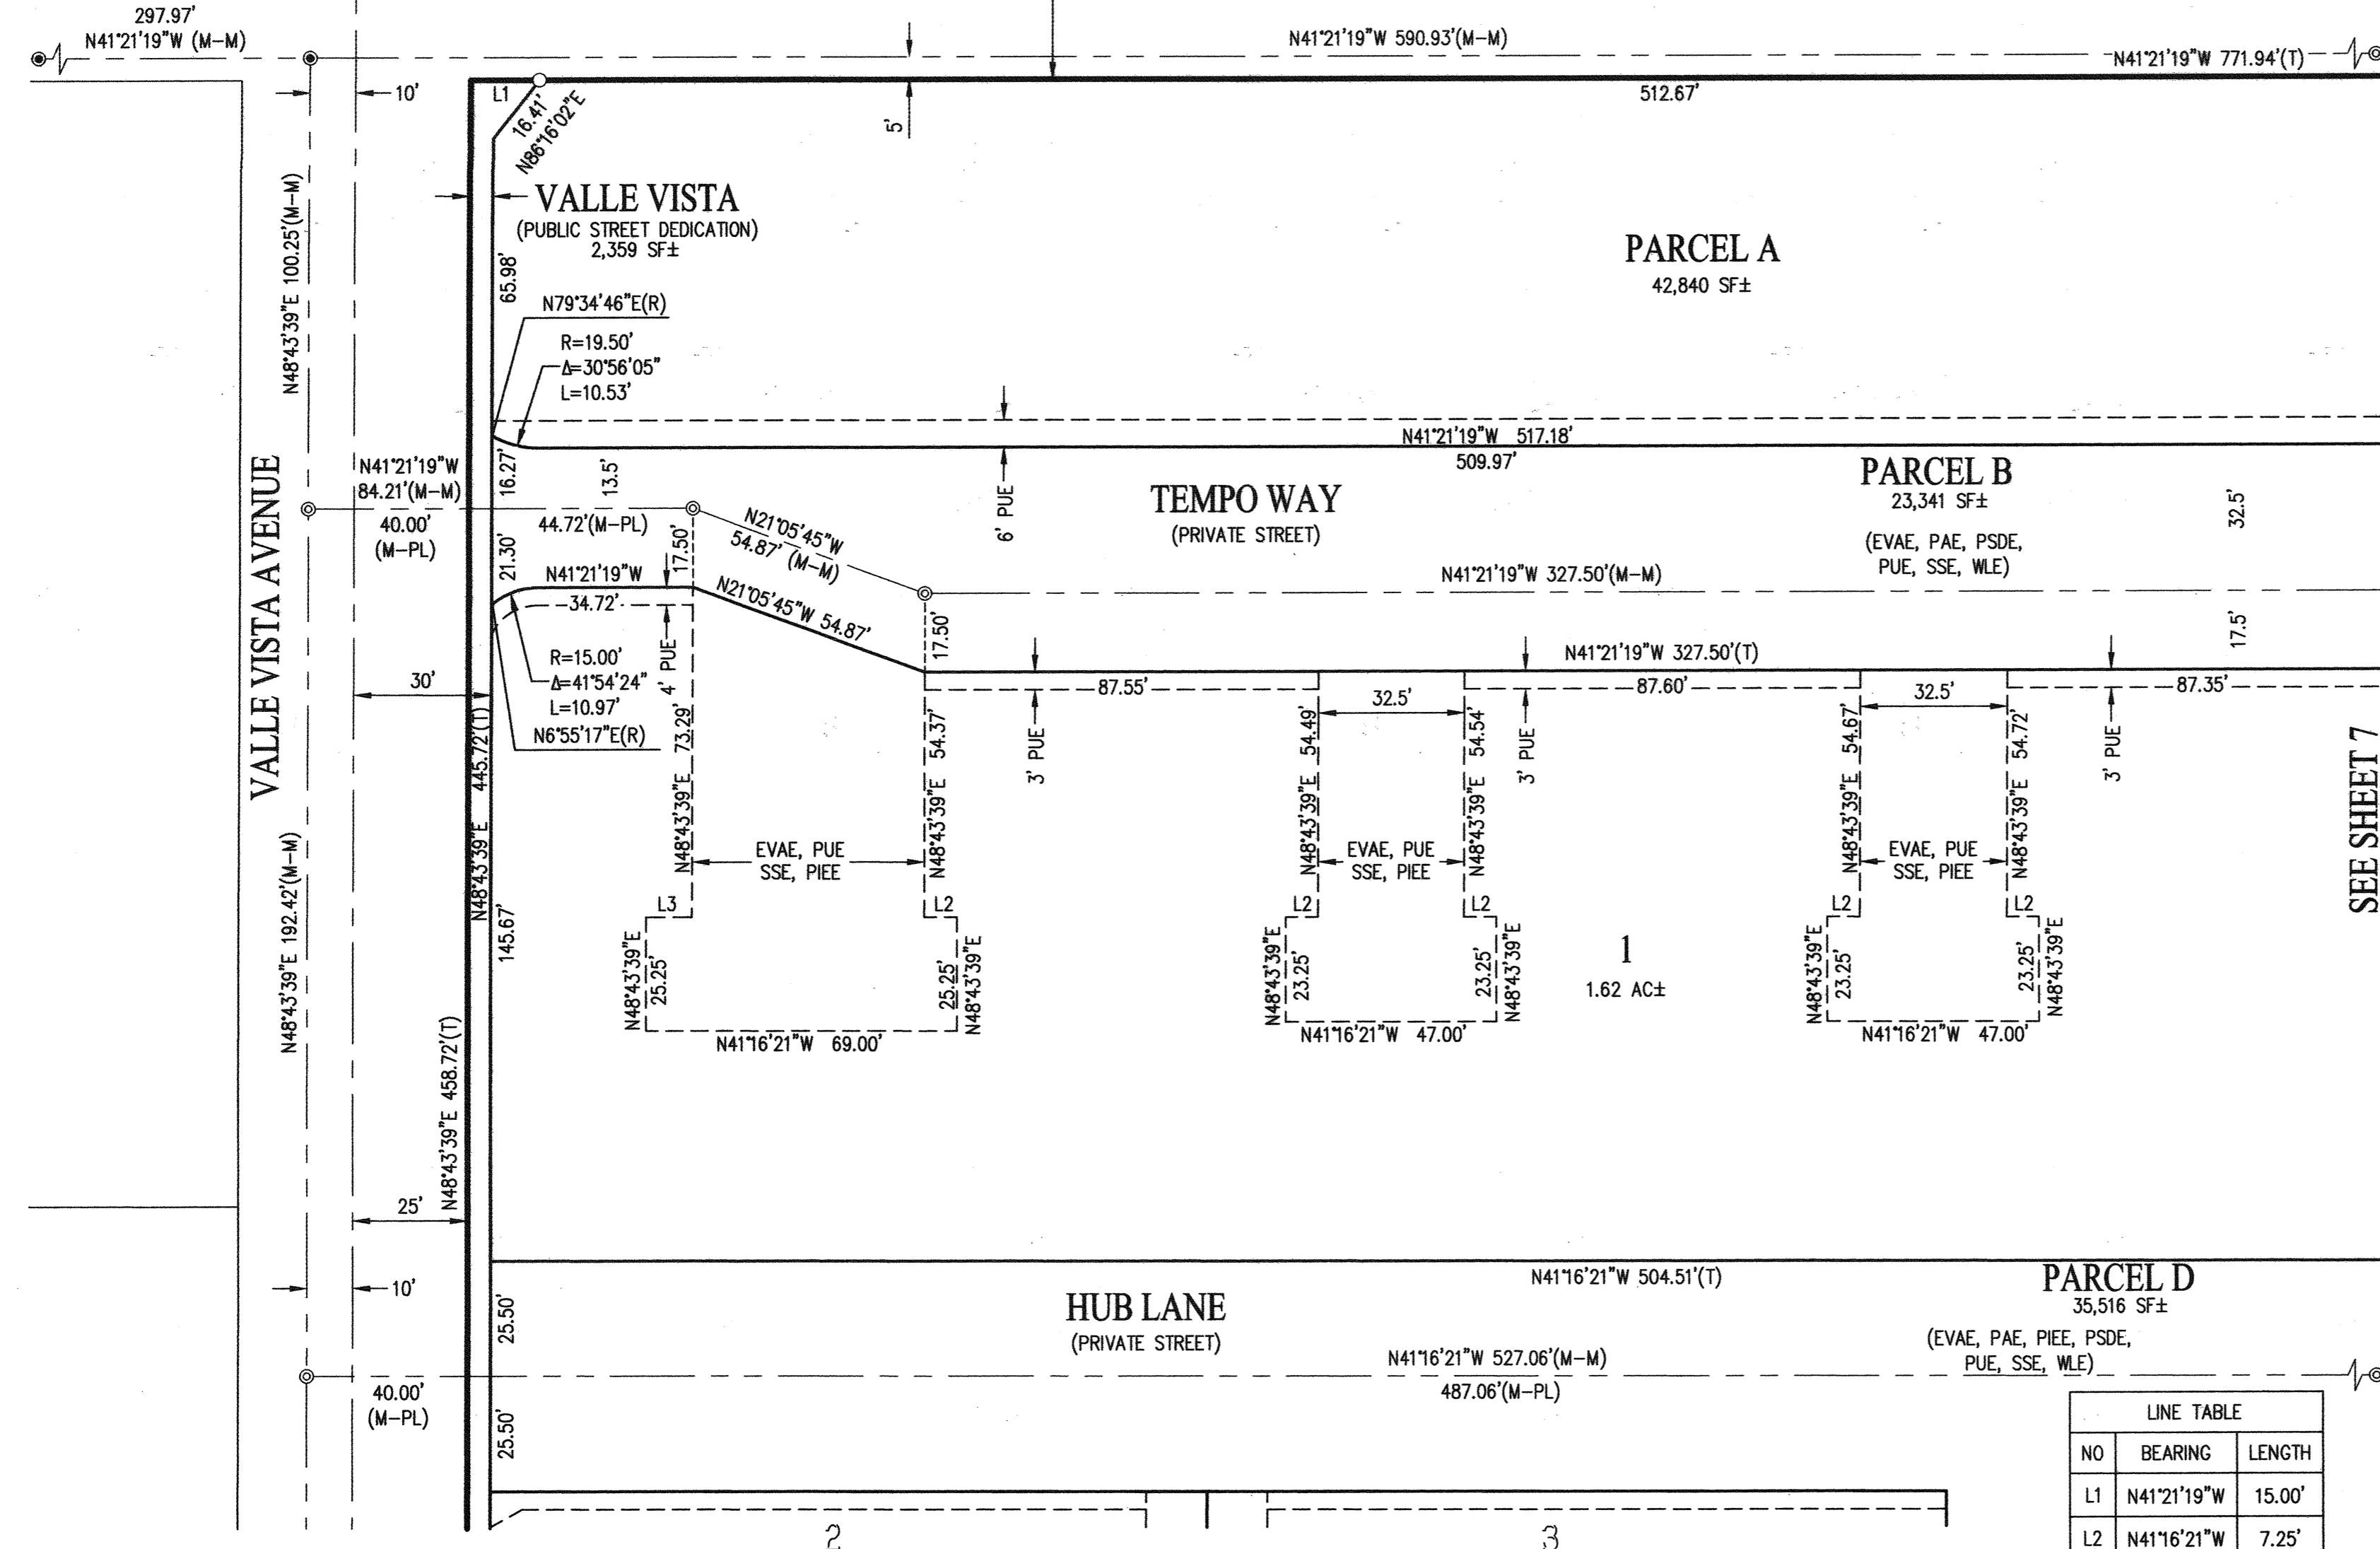 297.97'
N41°21'19"W (M-M)
N41°21'19"W 590.93'(M-M)
N41°21'19"W 771.94'(T)
10'
L1
16.41'
N86°16'02"E
5'
512.67'
N48°43'39"E 100.25'(M-M)
VALLE VISTA
(PUBLIC STREET DEDICATION)
2,359 SF±
PARCEL A
42,840 SF±
65.98'
N79°34'46"E(R)
R=19.50'
Δ=30°56'05"
L=10.53'
N41°21'19"W 517.18'
509.97'
N41°21'19"W
84.21'(M-M)
40.00'
(M-PL)
16.27'
13.5'
44.72'(M-PL)
21.30'
17.50'
N21°05'45"W
54.87' (M-M)
6' PUE
TEMPO WAY
(PRIVATE STREET)
PARCEL B
23,341 SF±
(EVAE, PAE, PSDE,
PUE, SSE, WLE)
32.5'
VALLE VISTA AVENUE
N41°21'19"W
34.72'
N21°05'45"W 54.87'
N41°21'19"W 327.50'(M-M)
17.50'
17.5'
30'
R=15.00'
Δ=41°54'24"
L=10.97'
N6°55'17"E(R)
4' PUE
N41°21'19"W 327.50'(T)
87.55'
32.5'
87.60'
32.5'
87.35'
N48°43'39"E 445.72'(T)
N48°43'39"E 73.29'
N48°43'39"E 54.37'
3' PUE
N48°43'39"E 54.49'
N48°43'39"E 54.54'
3' PUE
N48°43'39"E 54.67'
N48°43'39"E 54.72'
3' PUE
SEE SHEET 7
EVAE, PUE
SSE, PIEE
EVAE, PUE
SSE, PIEE
EVAE, PUE
SSE, PIEE
N48°43'39"E 192.42'(M-M)
145.67'
L3
L2
L2
L2
L2
L2
N48°43'39"E
25.25'
25.25'
N48°43'39"E
N48°43'39"E
23.25'
23.25'
N48°43'39"E
1
1.62 AC±
N48°43'39"E
23.25'
23.25'
N48°43'39"E
N41°16'21"W 69.00'
N41°16'21"W 47.00'
N41°16'21"W 47.00'
N48°43'39"E 458.72'(T)
25'
10'
25.50'
HUB LANE
(PRIVATE STREET)
N41°16'21"W 504.51'(T)
PARCEL D
35,516 SF±
(EVAE, PAE, PIEE, PSDE,
PUE, SSE, WLE)
N41°16'21"W 527.06'(M-M)
487.06'(M-PL)
40.00'
(M-PL)
25.50'
LINE TABLE
NO BEARING LENGTH
L1 N41°21'19"W 15.00'
L2 N41°16'21"W 7.25'
2
3